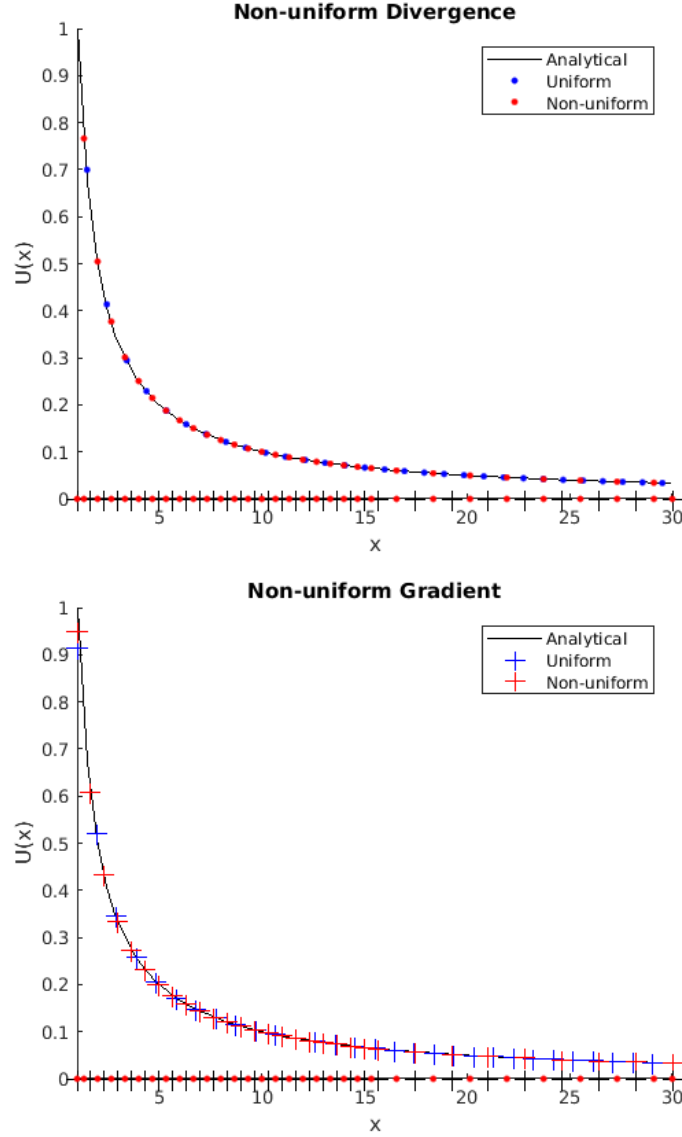 Non-uniform Divergence
1
0.9
0.8
0.7
0.6
0.5
0.4
0.3
0.2
0.1
0
U(x)
Analytical
Uniform
Non-uniform
5
10
15
20
25
30
x
Non-uniform Gradient
1
0.9
0.8
0.7
0.6
0.5
0.4
0.3
0.2
0.1
0
U(x)
Analytical
Uniform
Non-uniform
5
10
15
20
25
30
x